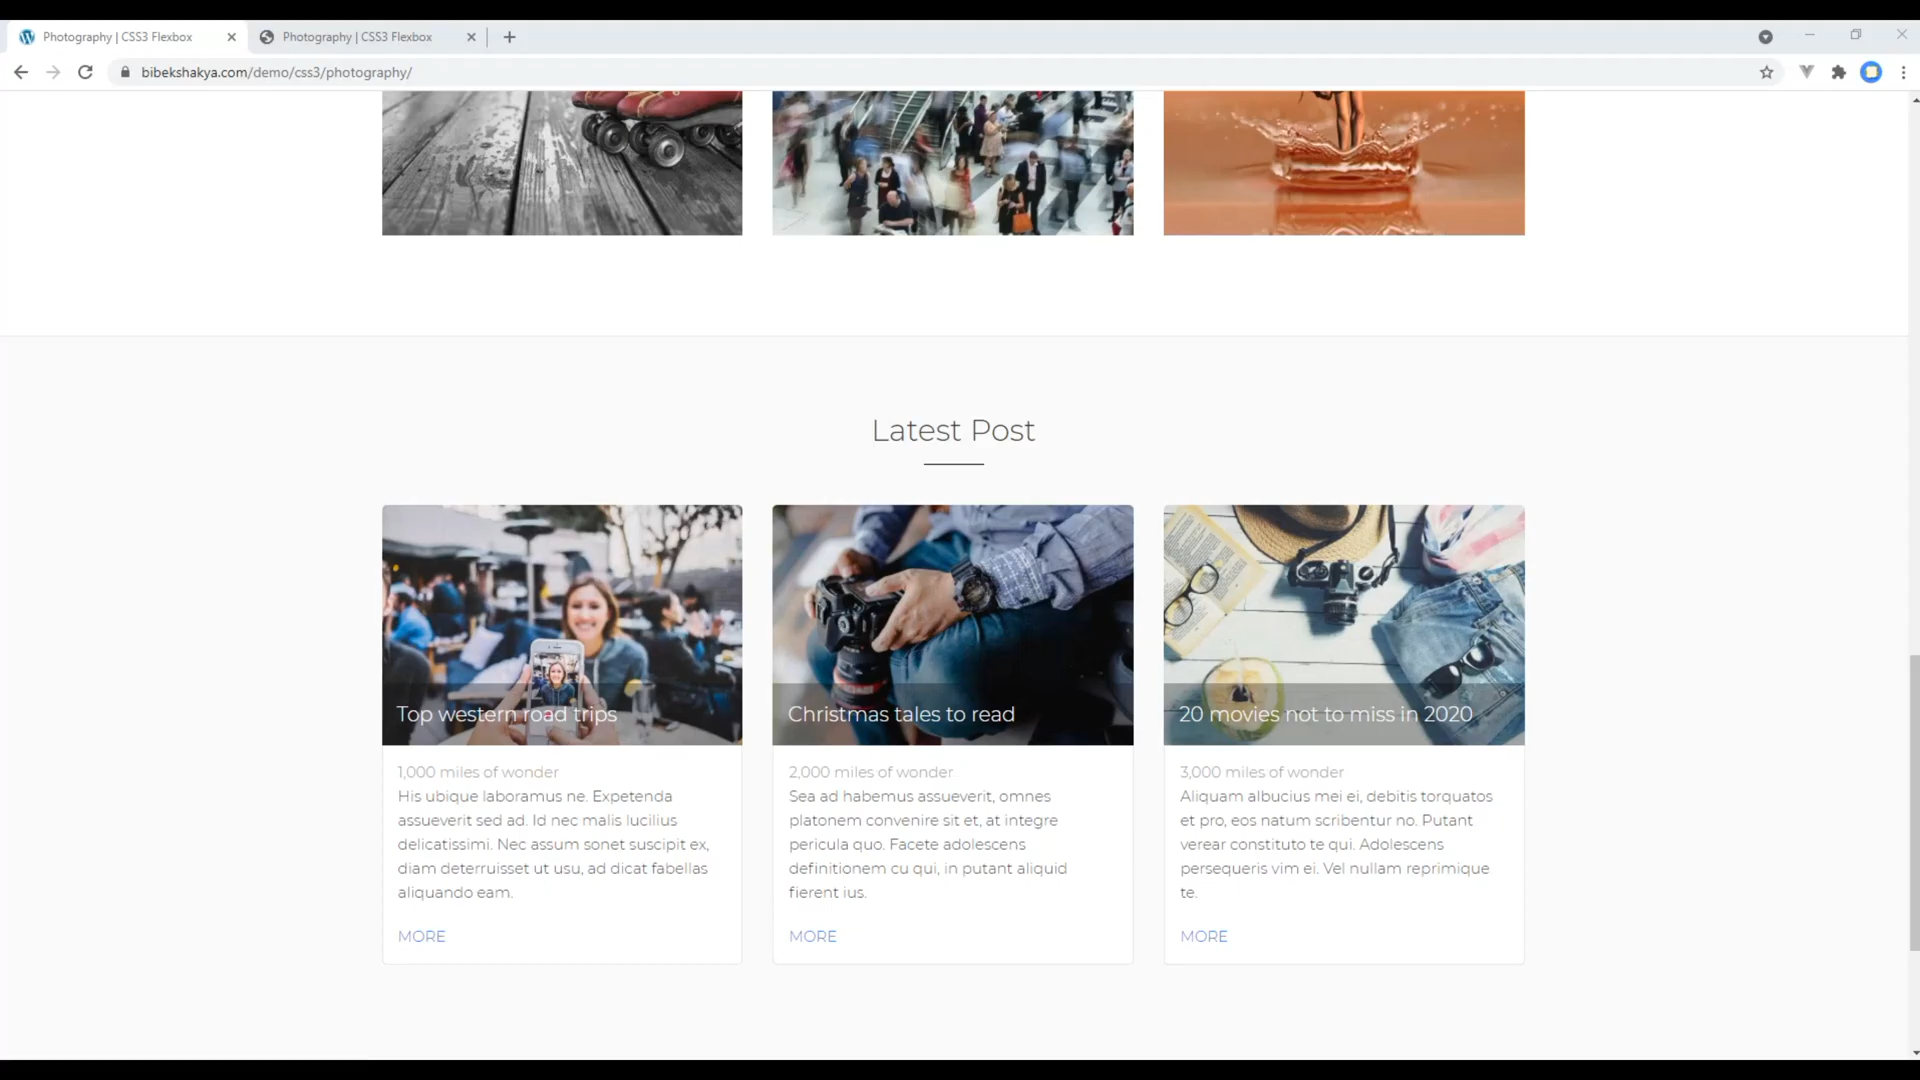 Photography | CSS3 Flexbox
Photography | CSS3 Flexbox
bibekshakya.com/demo/css3/photography/
Latest Post
Top western road trips
1,000 miles of wonder
His ubique laboramus ne. Expetenda
assueverit sed ad. Id nec malis lucilius
delicatissimi. Nec assum sonet suscipit ex,
diam deterruisset ut usu, ad dicat fabellas
aliquando eam.
MORE
Christmas tales to read
2,000 miles of wonder
Sea ad habemus assueverit, omnes
platonem convenire sit et, at integre
pericula quo. Facete adolescens
definitionem cu qui, in putant aliquid
fierent ius.
MORE
20 movies not to miss in 2020
3,000 miles of wonder
Aliquam albucius mei ei, debitis torquatos
et pro, eos natum scribentur no. Putant
verear constituto te qui. Adolescens
persequeris vim ei. Vel nullam reprimique
te.
MORE